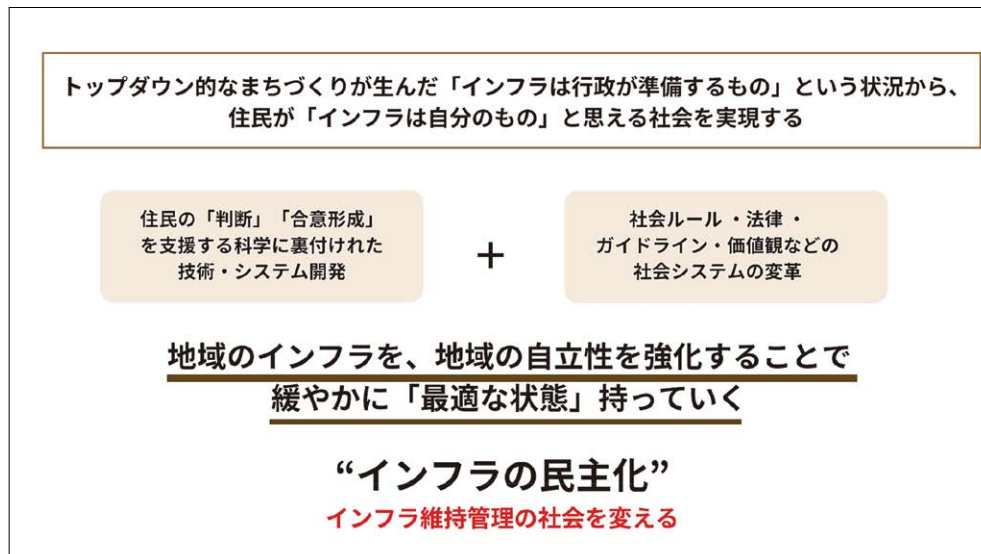 トップダウン的なまちづくりが生んだ「インフラは行政が準備するもの」という状況から、
住民が「インフラは自分のもの」と思える社会を実現する
住民の「判断」「合意形成」
を支援する科学に裏付けれた
技術・システム開発
+
社会ルール ・法律 ・
ガイドライン・価値観などの
社会システムの変革
地域のインフラを、地域の自立性を強化することで
緩やかに「最適な状態」持っていく
“インフラの民主化”
インフラ維持管理の社会を変える